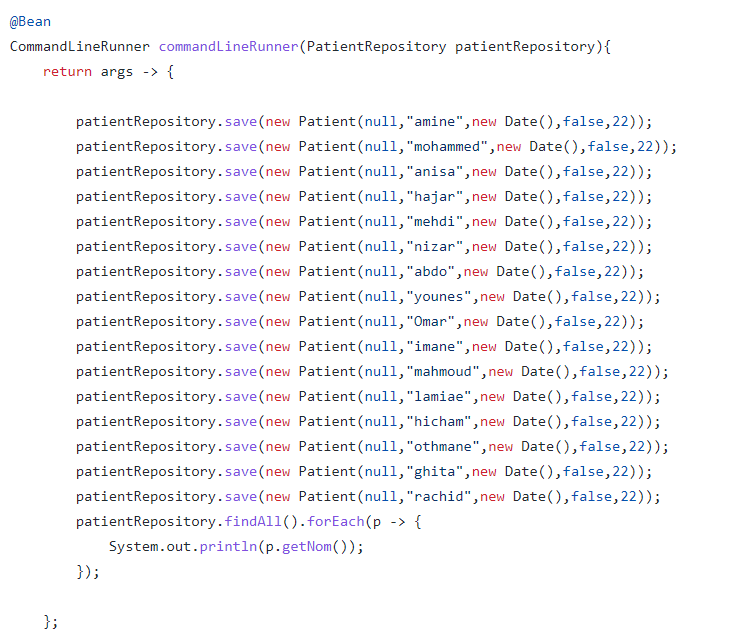 @Bean
CommandLineRunner commandLineRunner(PatientRepository patientRepository){
    return args -> {

        patientRepository.save(new Patient(null,"amine",new Date(),false,22));
        patientRepository.save(new Patient(null,"mohammed",new Date(),false,22));
        patientRepository.save(new Patient(null,"anisa",new Date(),false,22));
        patientRepository.save(new Patient(null,"hajar",new Date(),false,22));
        patientRepository.save(new Patient(null,"mehdi",new Date(),false,22));
        patientRepository.save(new Patient(null,"nizar",new Date(),false,22));
        patientRepository.save(new Patient(null,"abdo",new Date(),false,22));
        patientRepository.save(new Patient(null,"younes",new Date(),false,22));
        patientRepository.save(new Patient(null,"Omar",new Date(),false,22));
        patientRepository.save(new Patient(null,"imane",new Date(),false,22));
        patientRepository.save(new Patient(null,"mahmoud",new Date(),false,22));
        patientRepository.save(new Patient(null,"lamiae",new Date(),false,22));
        patientRepository.save(new Patient(null,"hicham",new Date(),false,22));
        patientRepository.save(new Patient(null,"othmane",new Date(),false,22));
        patientRepository.save(new Patient(null,"ghita",new Date(),false,22));
        patientRepository.save(new Patient(null,"rachid",new Date(),false,22));
        patientRepository.findAll().forEach(p -> {
            System.out.println(p.getNom());
        });

    };